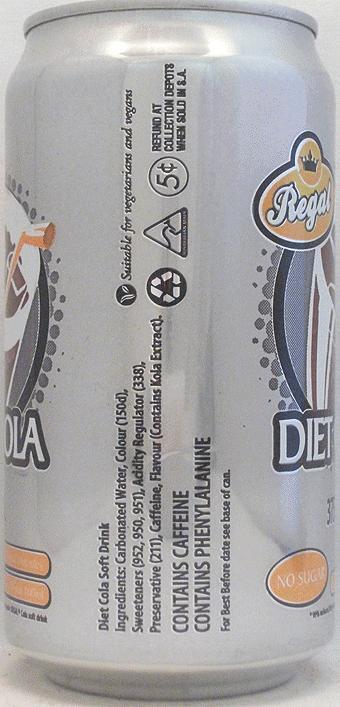 Diet Cola Soft Drink
Ingredients: Carbonated Water, Colour (150d),
Sweeteners (952, 950, 951), Acidity Regulator (338),
Preservative (211), Caffeine, Flavour (Contains Kola Extract).
CONTAINS CAFFEINE
CONTAINS PHENYLALANINE
For Best Before date see base of can.
Suitable for vegetarians and vegans
5¢
REFUND AT
COLLECTION DEPOTS
WHEN SOLD IN S.A.
Regal
DIET
NO SUGAR
OLA